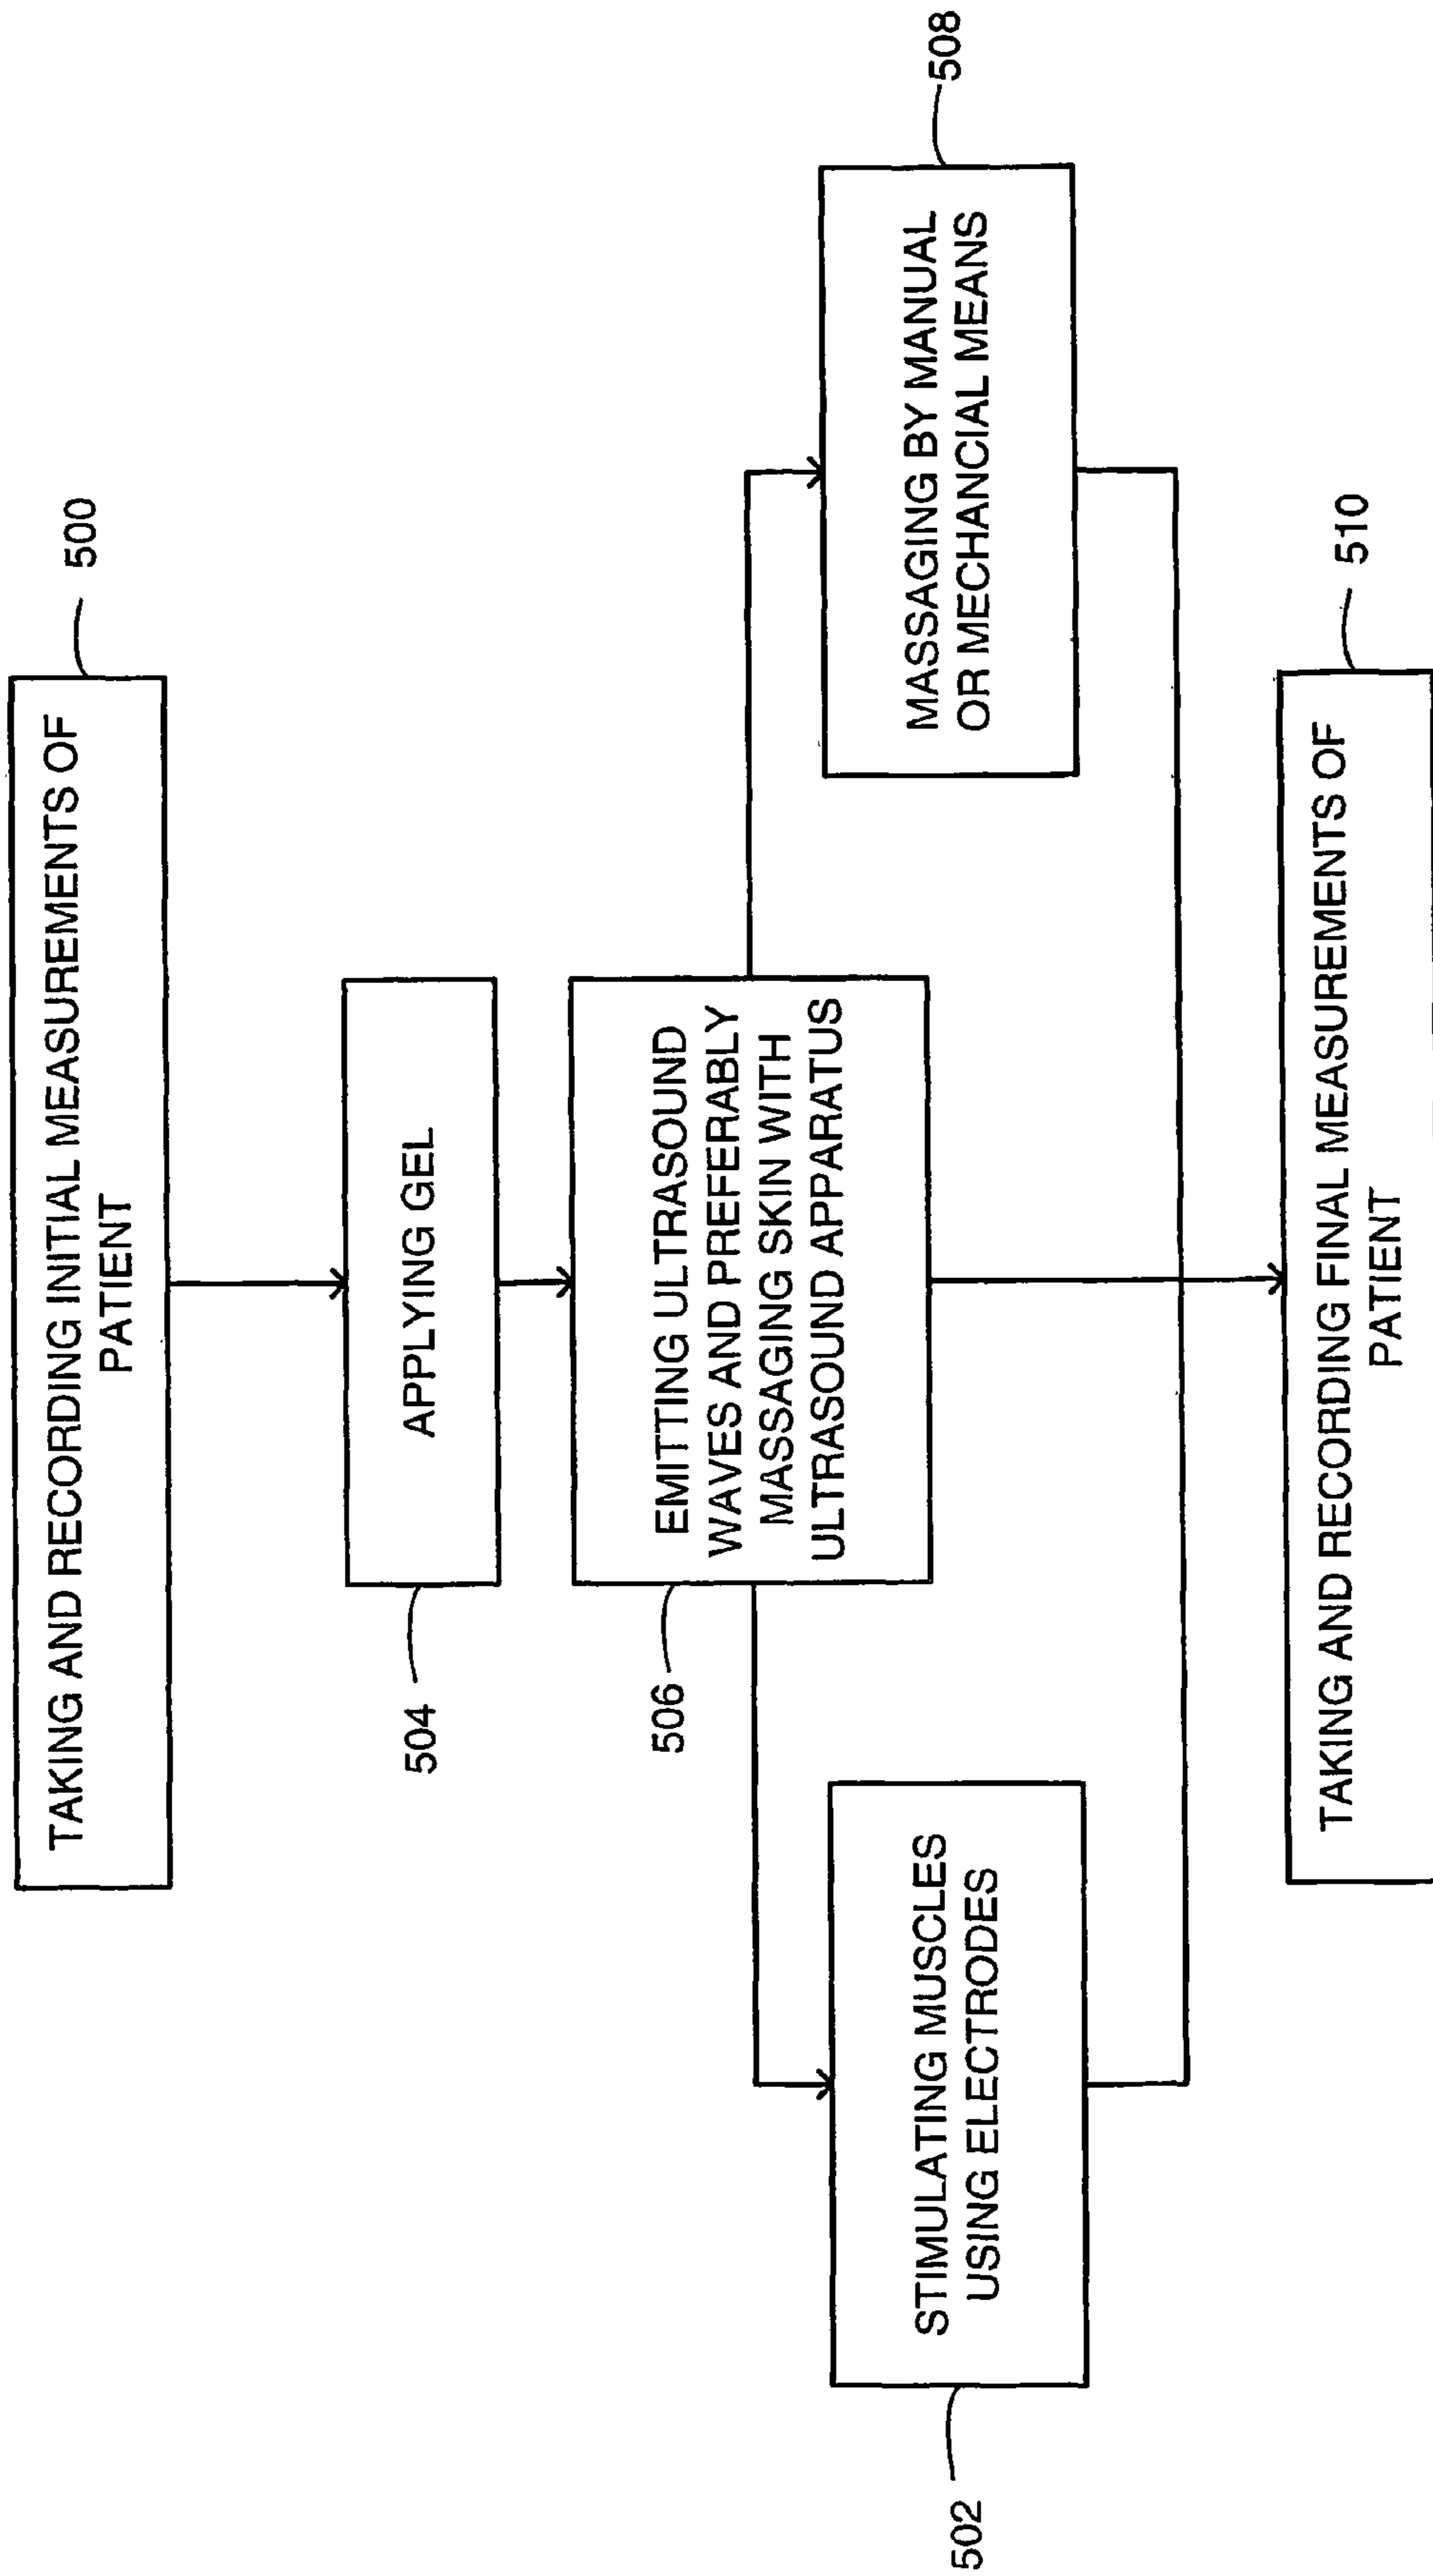 TAKING AND RECORDING INITIAL MEASUREMENTS OF
PATIENT
500
APPLYING GEL
504
EMITTING ULTRASOUND
WAVES AND PREFERABLY
MASSAGING SKIN WITH
ULTRASOUND APPARATUS
506
STIMULATING MUSCLES
USING ELECTRODES
502
MASSAGING BY MANUAL
OR MECHANCIAL MEANS
508
TAKING AND RECORDING FINAL MEASUREMENTS OF
PATIENT
510